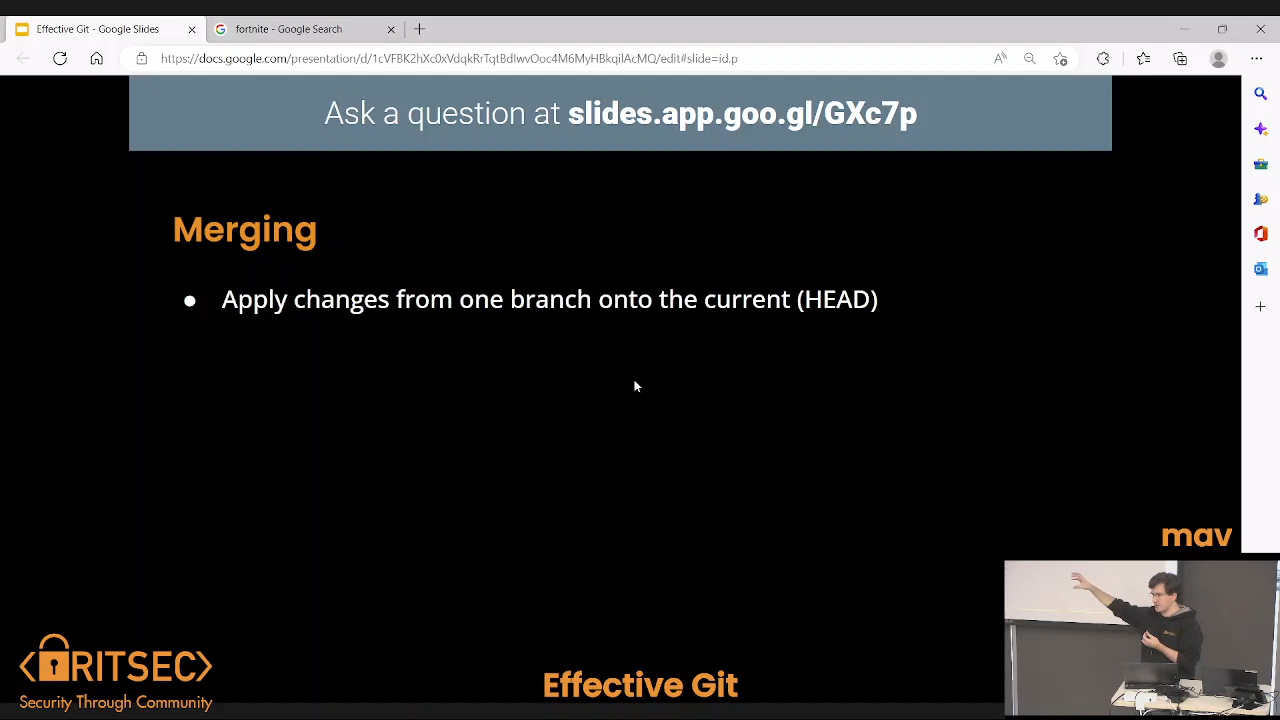 Effective Git - Google Slides
fortnite - Google Search
https://docs.google.com/presentation/d/1cVFBK2hXc0xVdqkRrTqtBdIwvOoc4M6MyHBkqilAcMQ/edit#slide=id.p
Ask a question at slides.app.goo.gl/GXc7p
Merging
● Apply changes from one branch onto the current (HEAD)
mav
RITSEC
Security Through Community
Effective Git